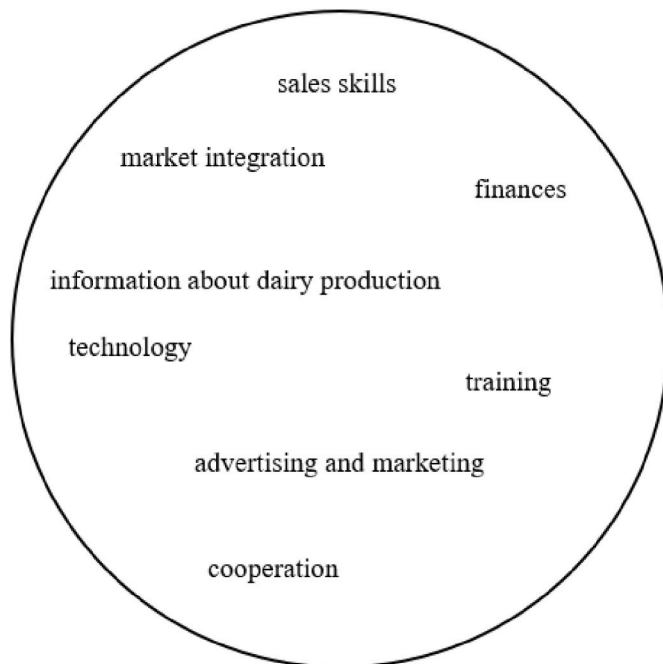 sales skills
market integration
finances
information about dairy production
technology
training
advertising and marketing
cooperation